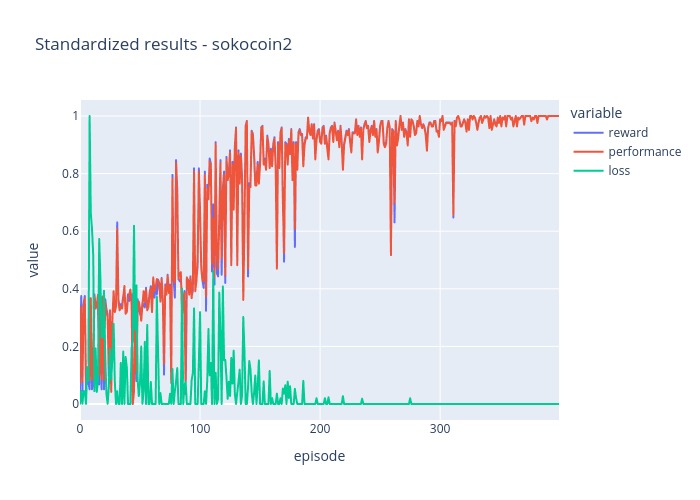 Standardized results - sokocoin2
variable
reward
performance
loss
value
1
0.8
0.6
0.4
0.2
0
0
100
200
300
episode